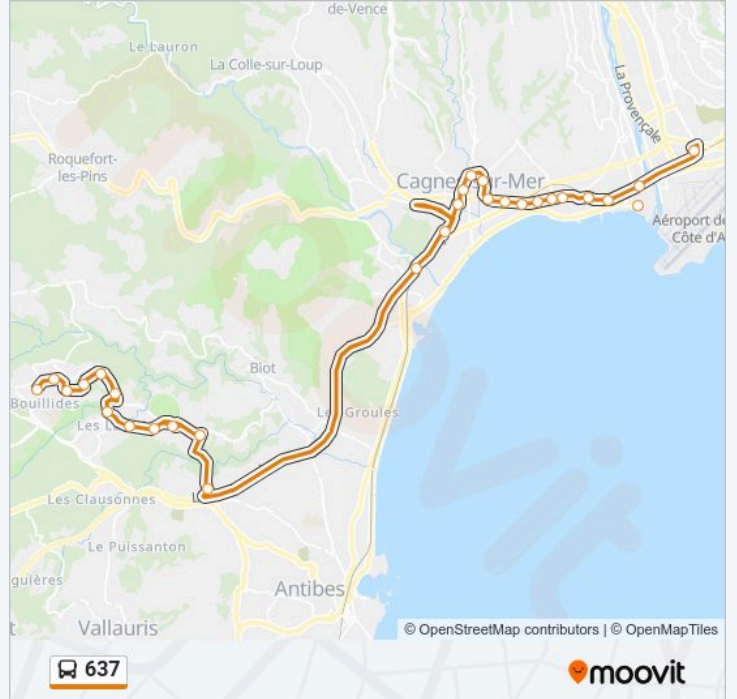 de-Vence
Le Lauron
La Colle-sur-Loup
La Provençale
Roquefort-
les-Pins
Cagnes-sur-Mer
Aéroport de
Côte d'A
Biot
Bouillides
Les Groules
Les Clausonnes
Le Puissanton
guières
Antibes
Vallauris
© OpenStreetMap contributors | © OpenMapTiles
637
moovit